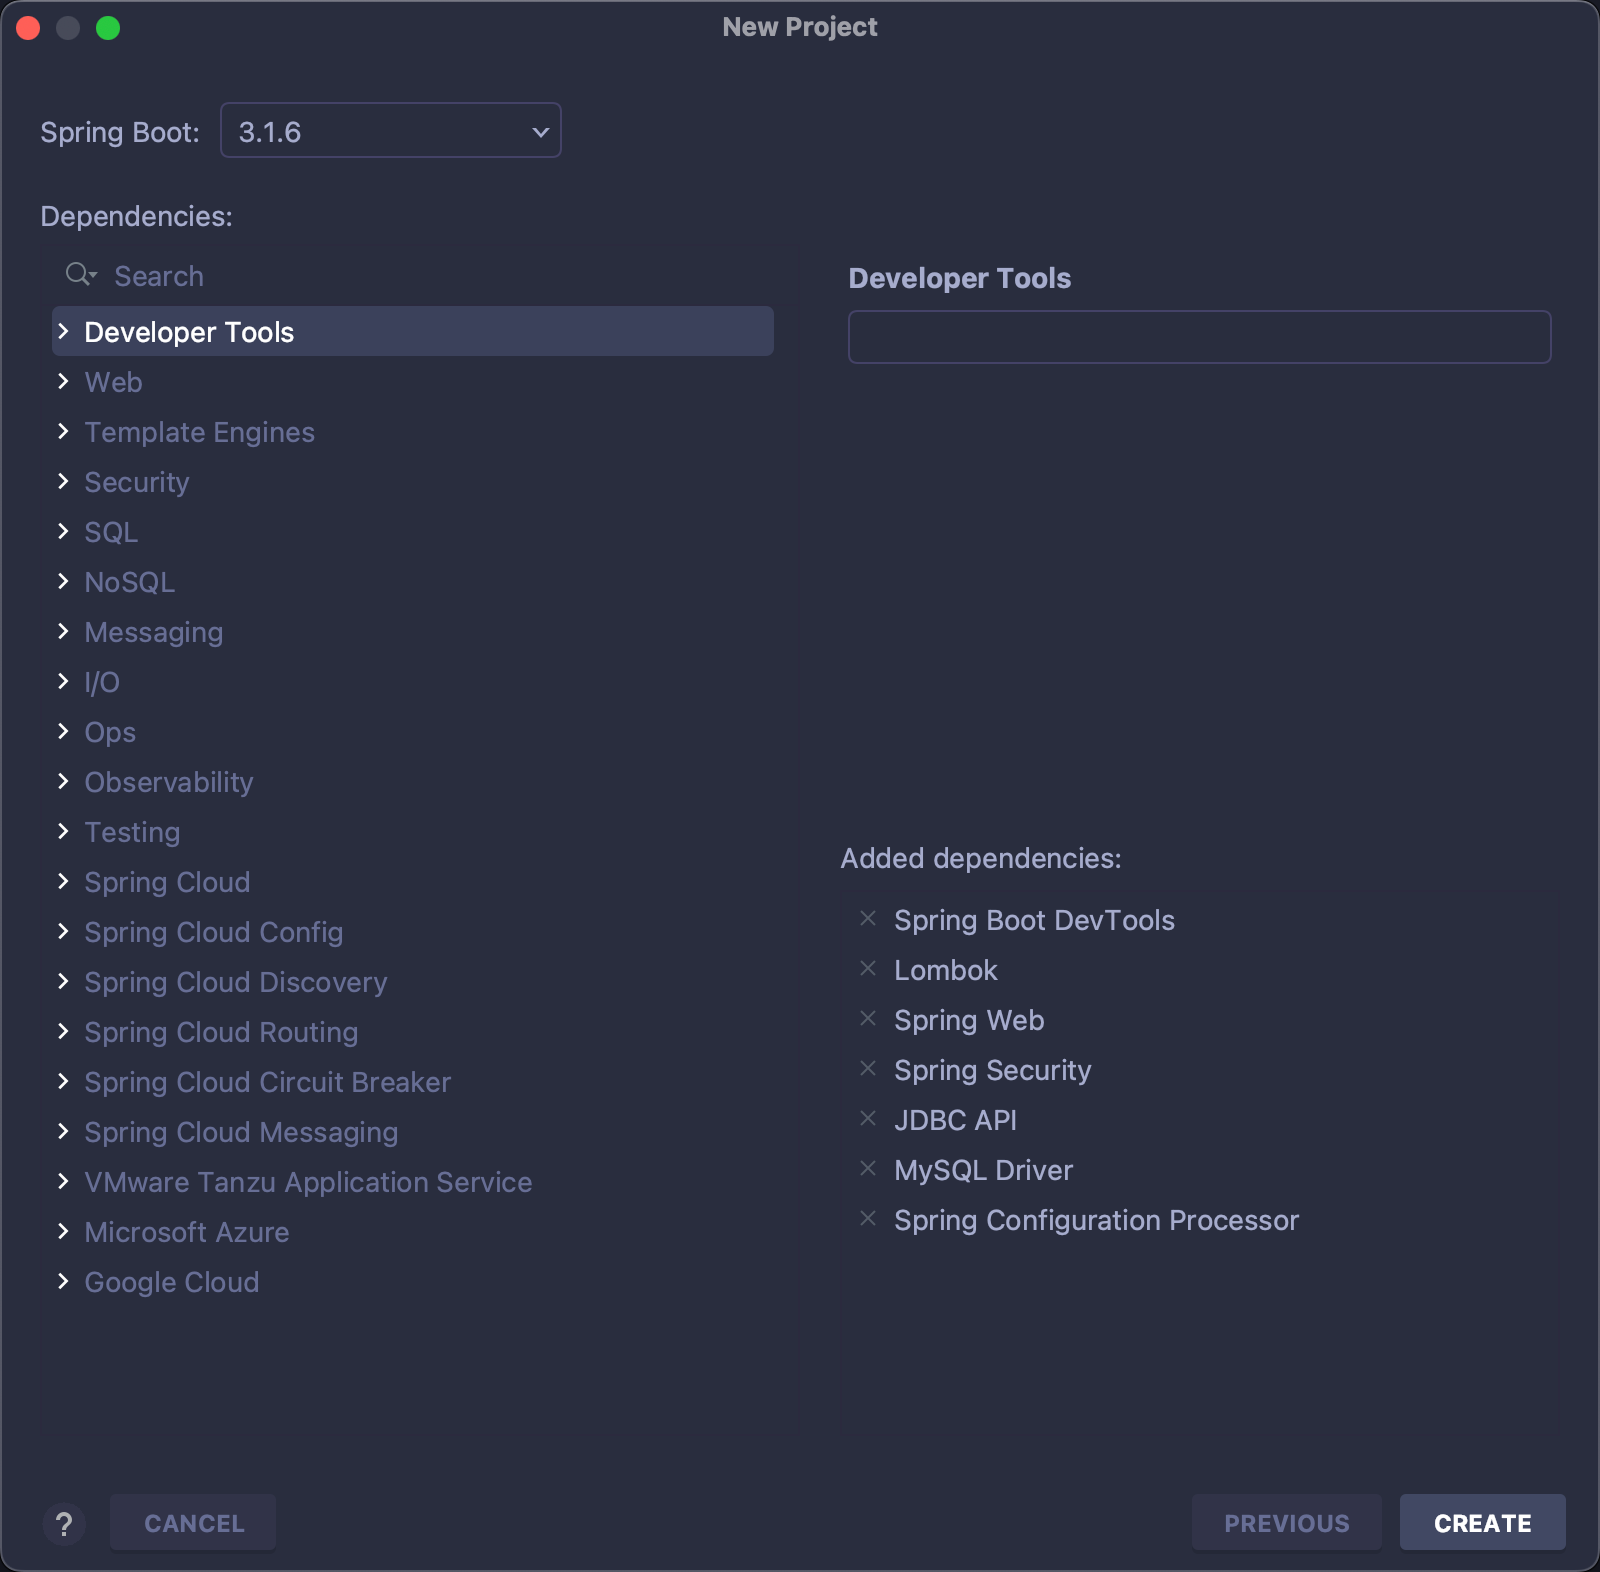 New Project
Spring Boot: 3.1.6
Dependencies:
Search
Developer Tools
Web
Template Engines
Security
SQL
NoSQL
Messaging
I/O
Ops
Observability
Testing
Spring Cloud
Spring Cloud Config
Spring Cloud Discovery
Spring Cloud Routing
Spring Cloud Circuit Breaker
Spring Cloud Messaging
VMware Tanzu Application Service
Microsoft Azure
Google Cloud
Developer Tools
Added dependencies:
Spring Boot DevTools
Lombok
Spring Web
Spring Security
JDBC API
MySQL Driver
Spring Configuration Processor
? CANCEL PREVIOUS CREATE